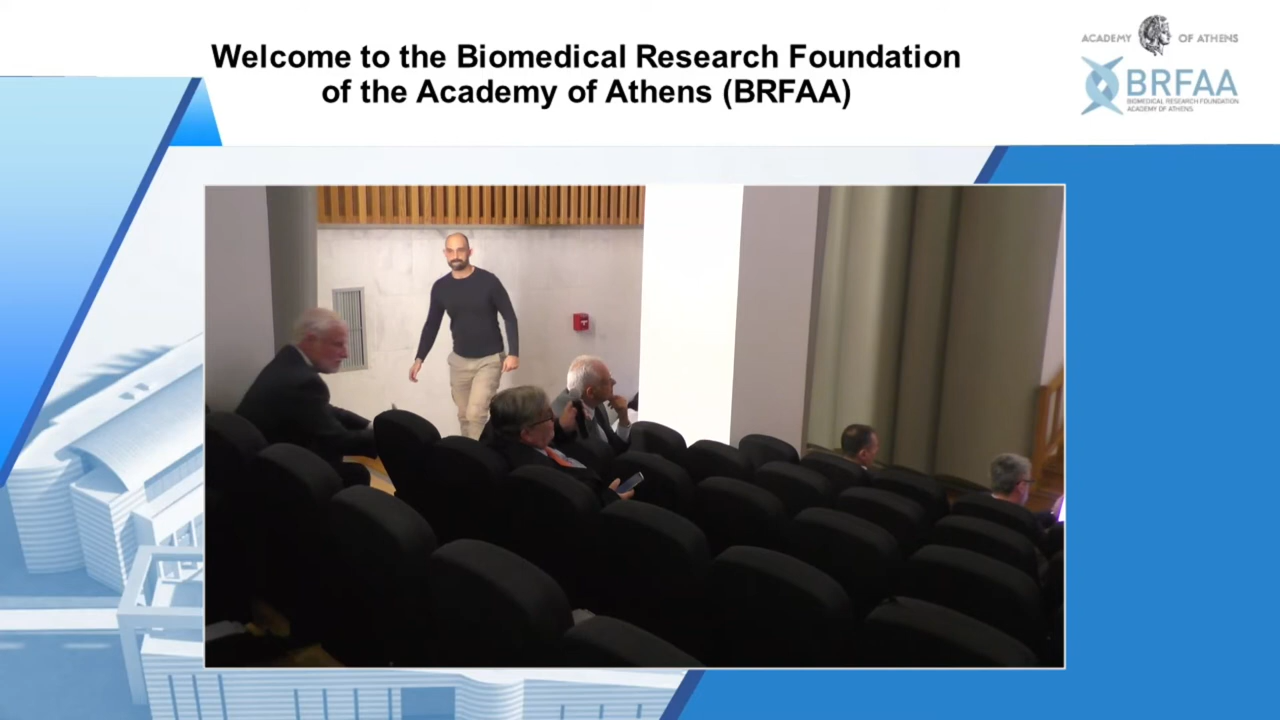 Welcome to the Biomedical Research Foundation
of the Academy of Athens (BRFAA)
ACADEMY OF ATHENS
BRFAA
BIOMEDICAL RESEARCH FOUNDATION
ACADEMY OF ATHENS